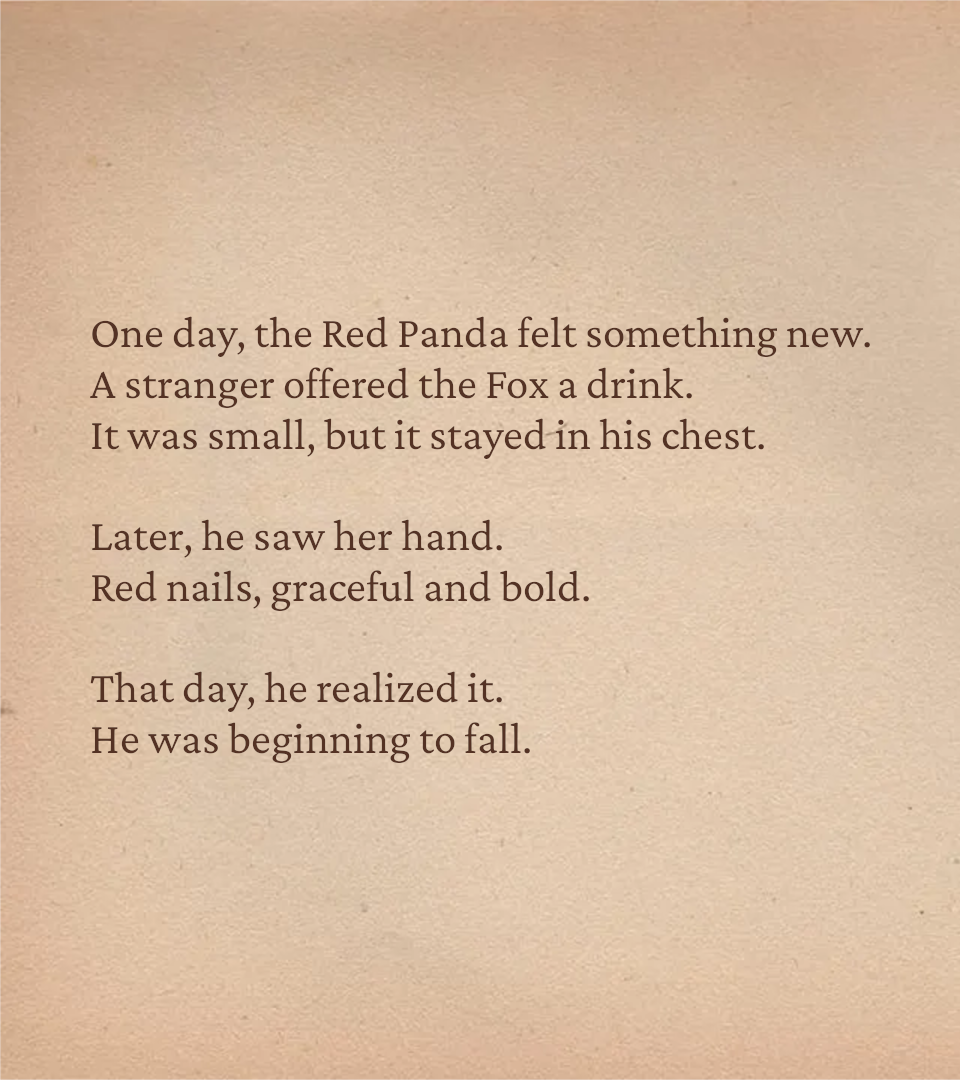 One day, the Red Panda felt something new.
A stranger offered the Fox a drink.
It was small, but it stayed in his chest.
Later, he saw her hand.
Red nails, graceful and bold.
That day, he realized it.
He was beginning to fall.